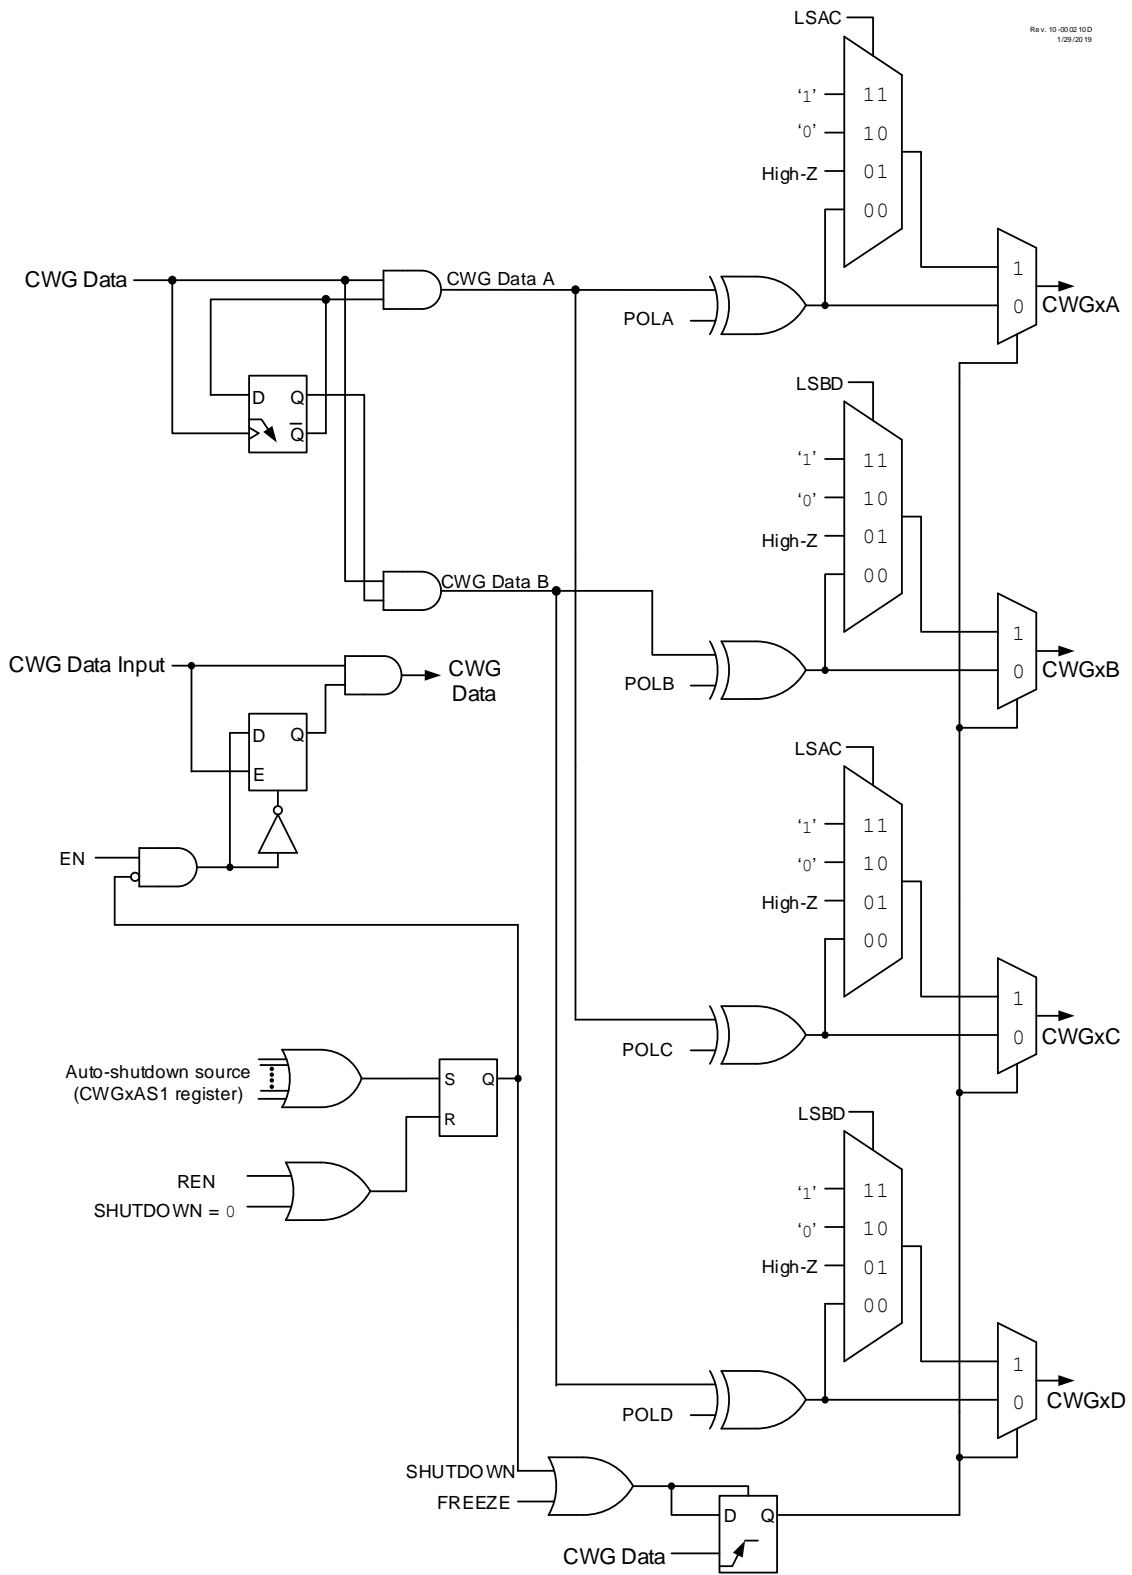 LSAC
Rev. 10-000210D
1/29/2019
‘1’ 11
‘0’ 10
High-Z 01
00
CWG Data
CWG Data A
POLA
1
0
CWGxA
D Q
Q
LSBD
‘1’ 11
‘0’ 10
High-Z 01
00
CWG Data B
POLB
1
0
CWGxB
CWG Data Input
CWG
Data
D Q
E
EN
LSAC
‘1’ 11
‘0’ 10
High-Z 01
00
POLC
1
0
CWGxC
Auto-shutdown source
(CWGxAS1 register)
S Q
R
REN
SHUTDOWN = 0
LSBD
‘1’ 11
‘0’ 10
High-Z 01
00
POLD
1
0
CWGxD
SHUTDOWN
FREEZE
D Q
CWG Data